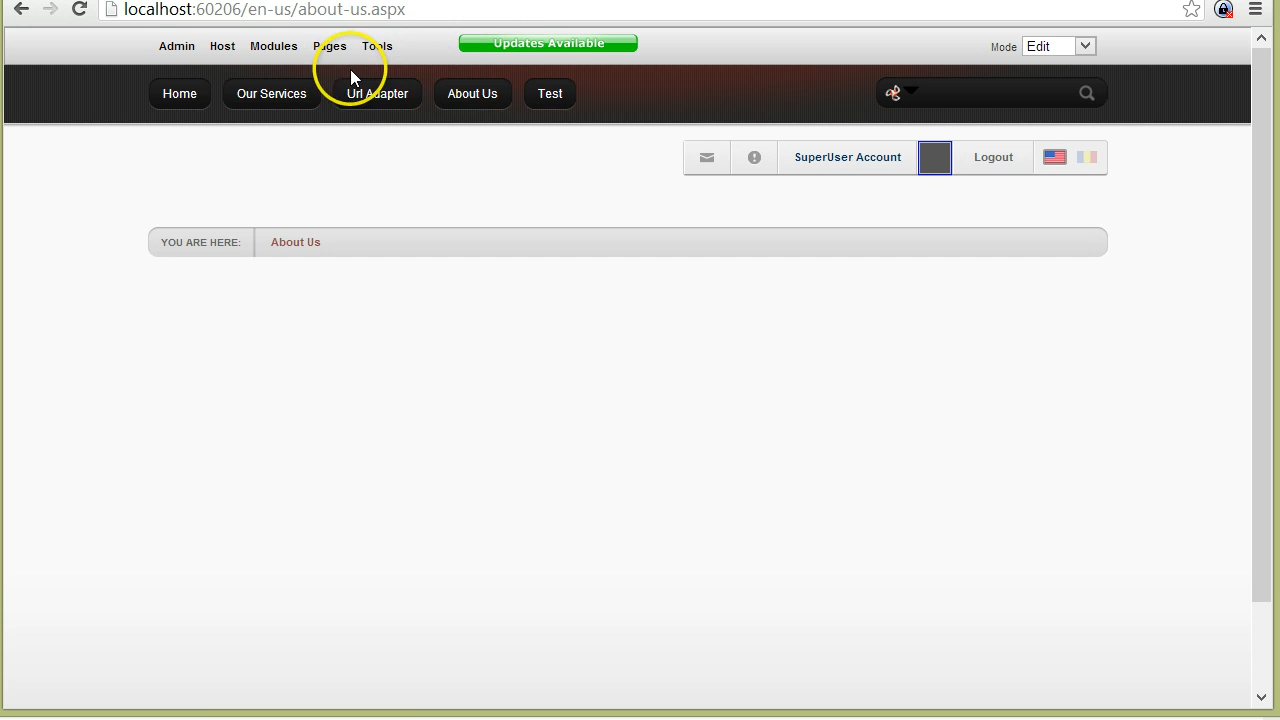 localhost:60206/en-us/about-us.aspx
Admin Host Modules Pages Tools Updates Available Mode Edit
Home Our Services Url Adapter About Us Test
SuperUser Account Logout
YOU ARE HERE: About Us